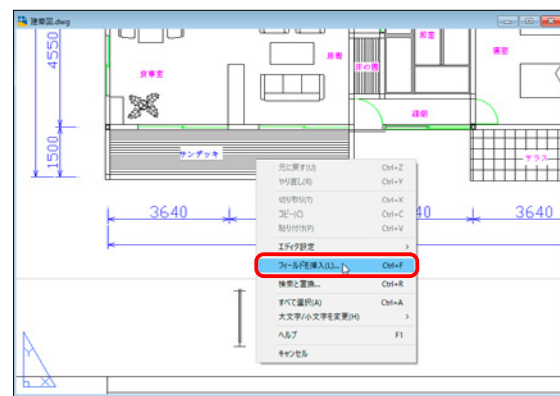 建築図.dwg
4550
食事室
居間
床の間
和室
寝室
縁側
1500
サンデッキ
テラス
3640
40
3640
元に戻す(U) Ctrl+Z
やり直し(R) Ctrl+Y
切り取り(T) Ctrl+X
コピー(C) Ctrl+C
貼り付け(P) Ctrl+V
エディタ設定 >
フィールドを挿入(L)... Ctrl+F
検索と置換... Ctrl+R
すべて選択(A) Ctrl+A
大文字/小文字を変更(H) >
ヘルプ F1
キャンセル
Y
X